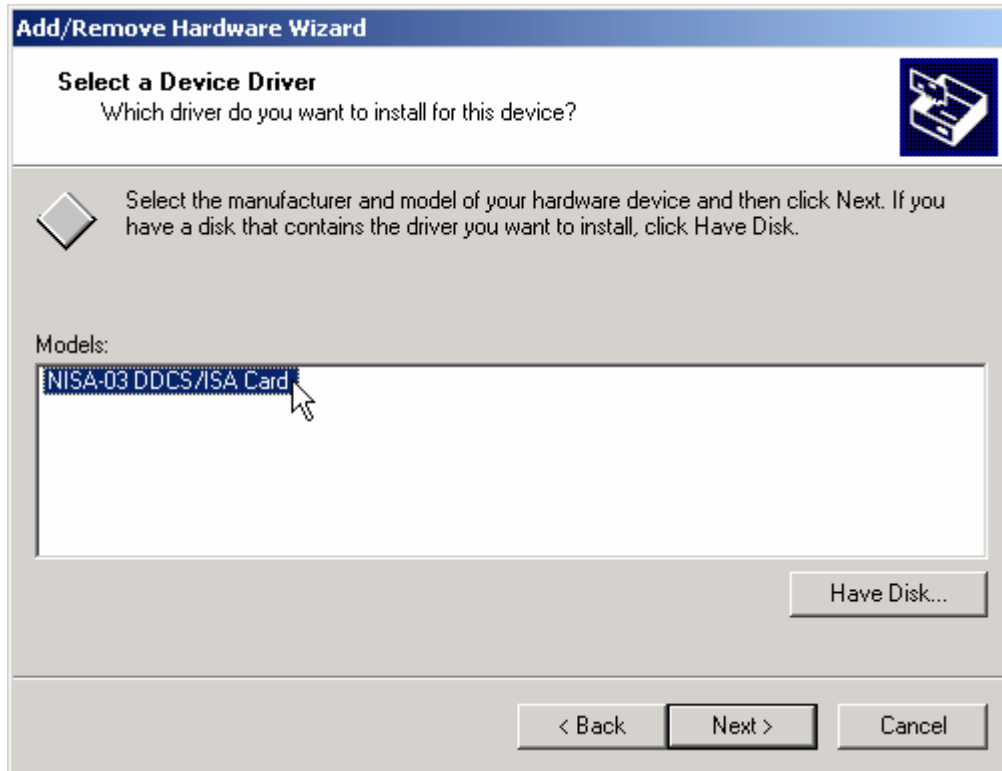 Add/Remove Hardware Wizard
Select a Device Driver
Which driver do you want to install for this device?
Select the manufacturer and model of your hardware device and then click Next. If you
have a disk that contains the driver you want to install, click Have Disk.
Models:
NISA-03 DDCS/ISA Card
Have Disk...
< Back
Next >
Cancel